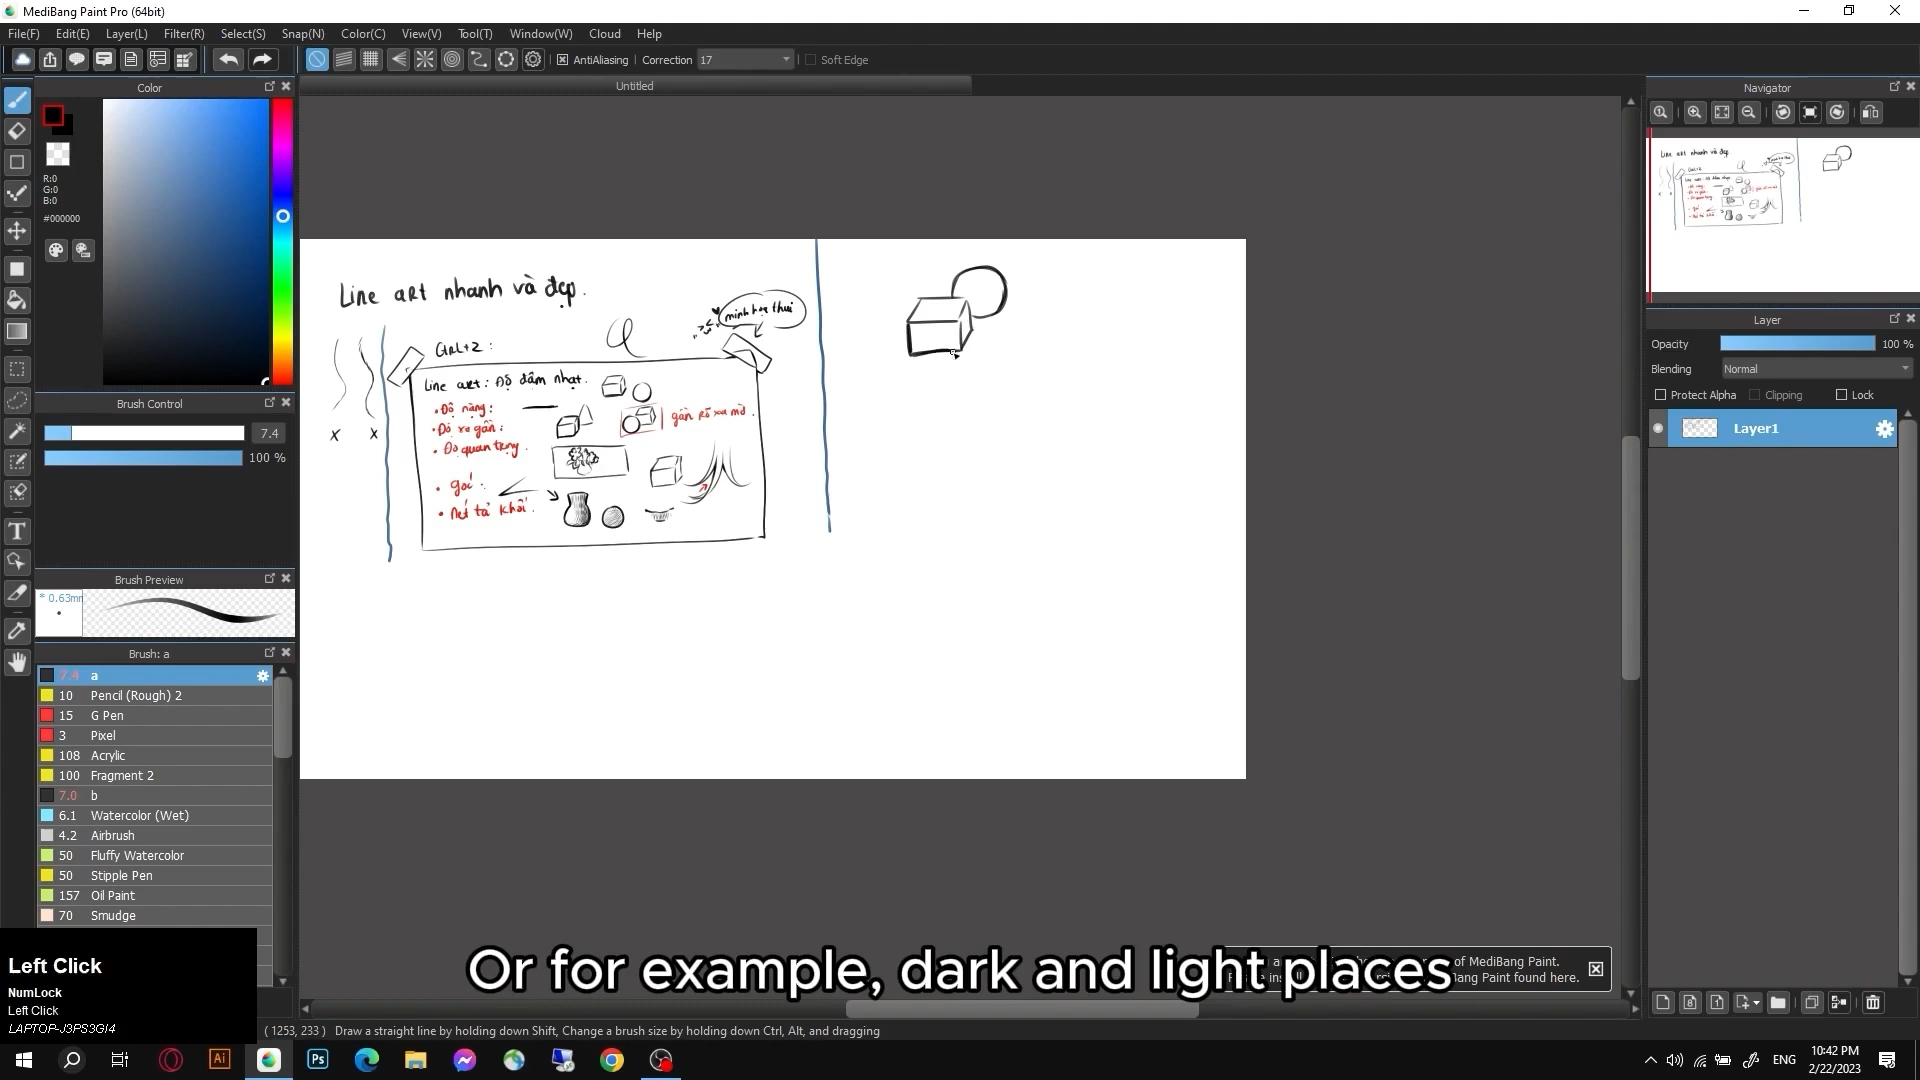 MediBang Paint Pro (64bit)
File(F) Edit(E) Layer(L) Filter(R) Select(S) Snap(N) Color(C) View(V) Tool(T) Window(W) Cloud Help
AntiAliasing Correction 17 Soft Edge
Color
Untitled
Navigator
R:0
G:0
B:0
#000000
Line art nhanh và đẹp.
minh họa thui
Ctrl+Z :
Line art : Độ đậm nhạt.
• Độ nặng :
• Độ xa gần :
gần rõ xa mờ.
• Độ quan trọng.
• gối
• Nét tả khối.
x x
Brush Control
7.4
100 %
Brush Preview
* 0.63mm
Brush: a
7.4 a
10 Pencil (Rough) 2
15 G Pen
3 Pixel
108 Acrylic
100 Fragment 2
7.0 b
6.1 Watercolor (Wet)
4.2 Airbrush
50 Fluffy Watercolor
50 Stipple Pen
157 Oil Paint
70 Smudge
Layer
Opacity 100 %
Blending Normal
Protect Alpha Clipping Lock
Layer1
Left Click
NumLock
Left Click
LAPTOP-J3PS3GI4
Or for example, dark and light places
of MediBang Paint.
Bang Paint found here.
( 1253, 233 ) Draw a straight line by holding down Shift, Change a brush size by holding down Ctrl, Alt, and dragging
ENG
10:42 PM
2/22/2023